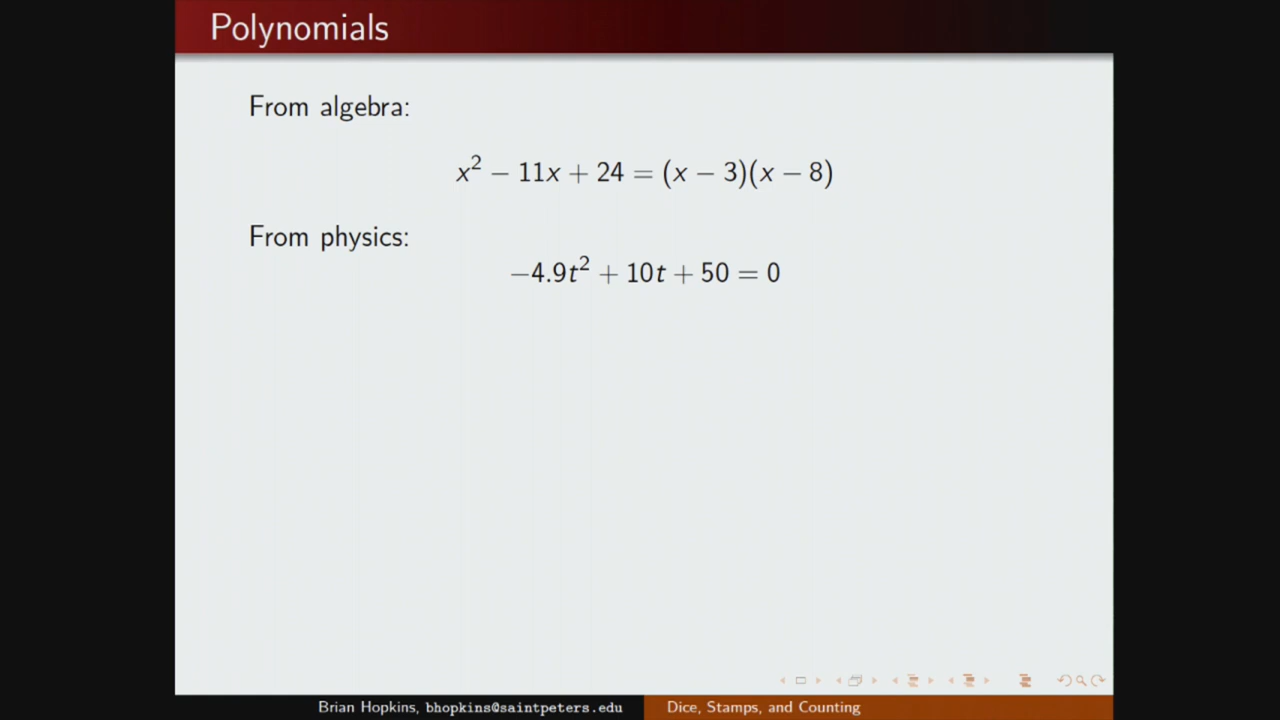 Polynomials
From algebra:
x² − 11x + 24 = (x − 3)(x − 8)
From physics:
−4.9t² + 10t + 50 = 0
Brian Hopkins, bhopkins@saintpeters.edu Dice, Stamps, and Counting